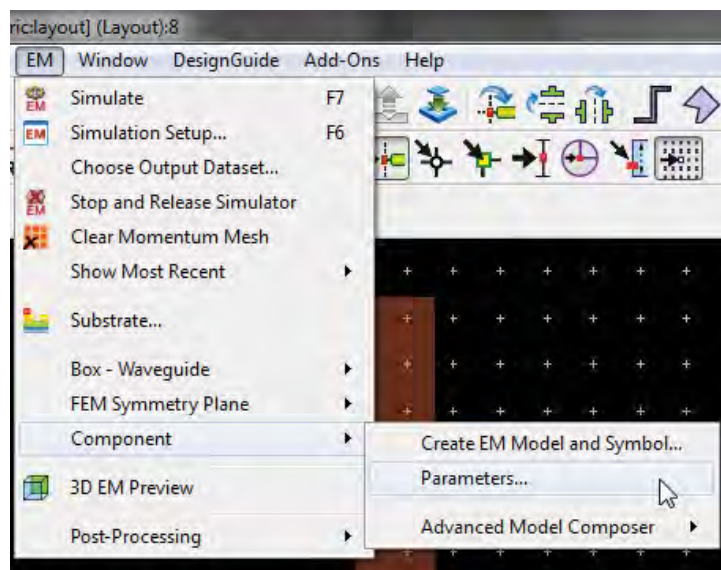 ric:layout] (Layout):8
EM Window DesignGuide Add-Ons Help
EM Simulate F7
EM Simulation Setup... F6
Choose Output Dataset...
EM Stop and Release Simulator
Clear Momentum Mesh
Show Most Recent
Substrate...
Box - Waveguide
FEM Symmetry Plane
Component
Create EM Model and Symbol...
Parameters...
3D EM Preview
Advanced Model Composer
Post-Processing